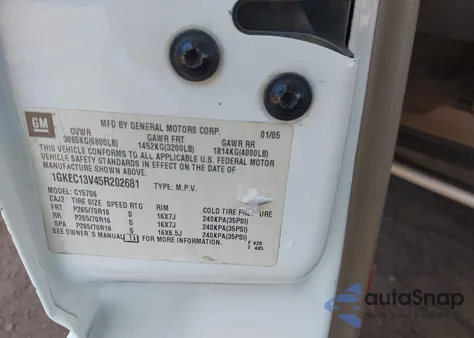 GM
MFD BY GENERAL MOTORS CORP. 01/05
GVWR GAWR FRT GAWR RR
3085KG(6800LB) 1452KG(3200LB) 1814KG(4000LB)
THIS VEHICLE CONFORMS TO ALL APPLICABLE U.S. FEDERAL MOTOR
VEHICLE SAFETY STANDARDS IN EFFECT ON THE DATE OF
1GKEC13V45R202681 TYPE: M.P.V.
MODEL: C15706
CAJ2 TIRE SIZE SPEED RTG RIM COLD TIRE PRESSURE
FRT P265/70R16 S 16X7J 240KPA(35PSI)
RR P265/70R16 S 16X7J 240KPA(35PSI)
SPA P265/70R16 S 16X6.5J 240KPA(35PSI)
SEE OWNER'S MANUAL FOR MORE INFORMATION. F 420
T 485
autoSnap